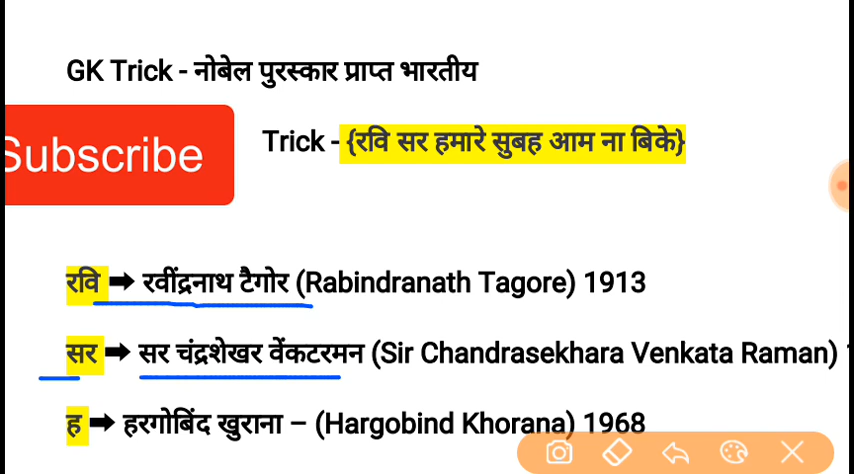 GK Trick - नोबेल पुरस्कार प्राप्त भारतीय
Subscribe
Trick - {रवि सर हमारे सुबह आम ना बिके}
रवि ➡ रवींद्रनाथ टैगोर (Rabindranath Tagore) 1913
सर ➡ सर चंद्रशेखर वेंकटरमन (Sir Chandrasekhara Venkata Raman)
ह ➡ हरगोबिंद खुराना – (Hargobind Khorana) 1968